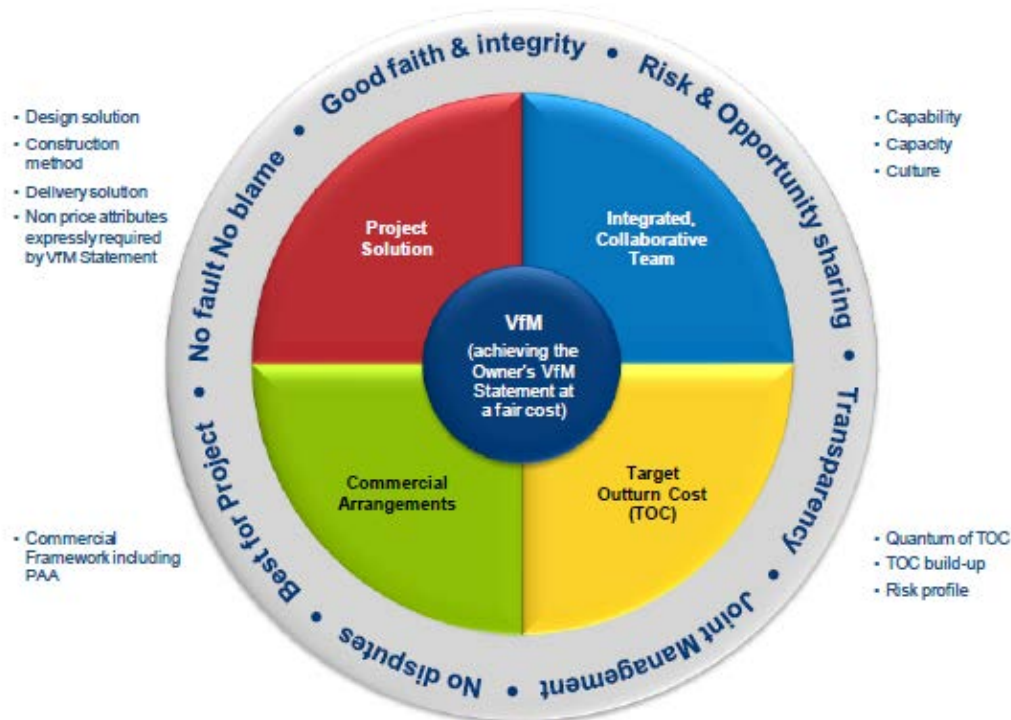 Good faith & integrity • Risk & Opportunity sharing • Transparency • Joint Management • No disputes • Best for Project • No fault No blame •
• Design solution
• Construction
method
• Delivery solution
• Non price attributes
expressly required
by VfM Statement
• Capability
• Capacity
• Culture
Project
Solution
Integrated,
Collaborative
Team
VfM
(achieving the
Owner's VfM
Statement at
a fair cost)
Commercial
Arrangements
Target
Outturn Cost
(TOC)
• Commercial
Framework including
PAA
• Quantum of TOC
• TOC build-up
• Risk profile